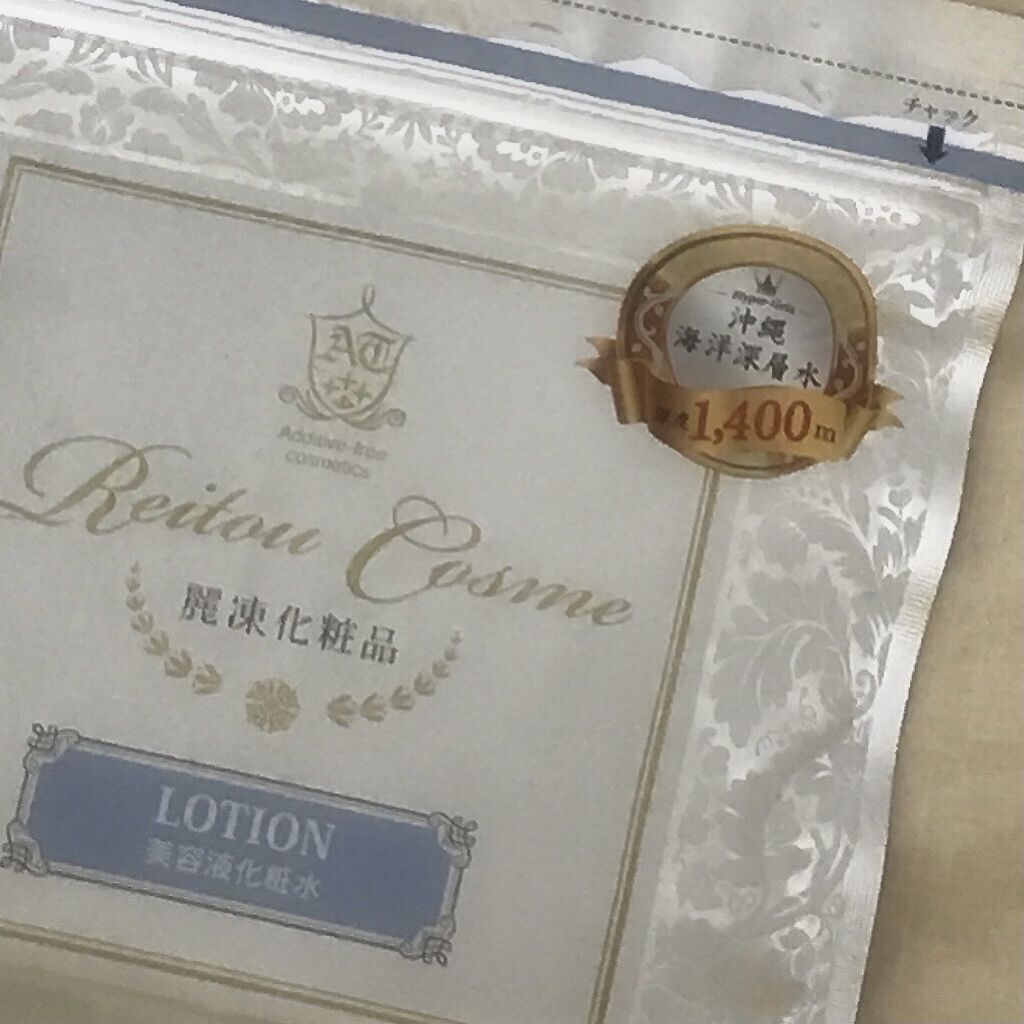 チャック
沖縄
海洋深層水
1,400m
AT
Additive-free
cosmetics
Reitou Cosme
麗凍化粧品
LOTION
美容液化粧水